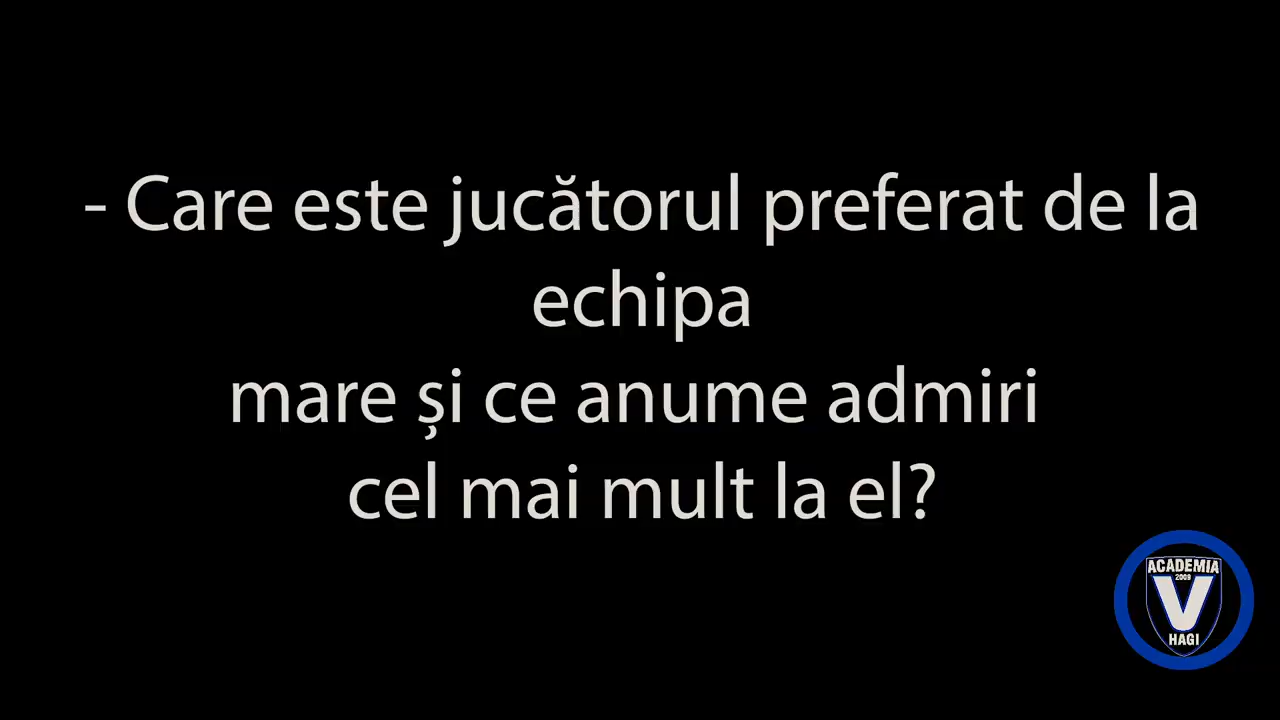 - Care este jucătorul preferat de la
echipa
mare și ce anume admiri
cel mai mult la el?
ACADEMIA
2009
V
HAGI